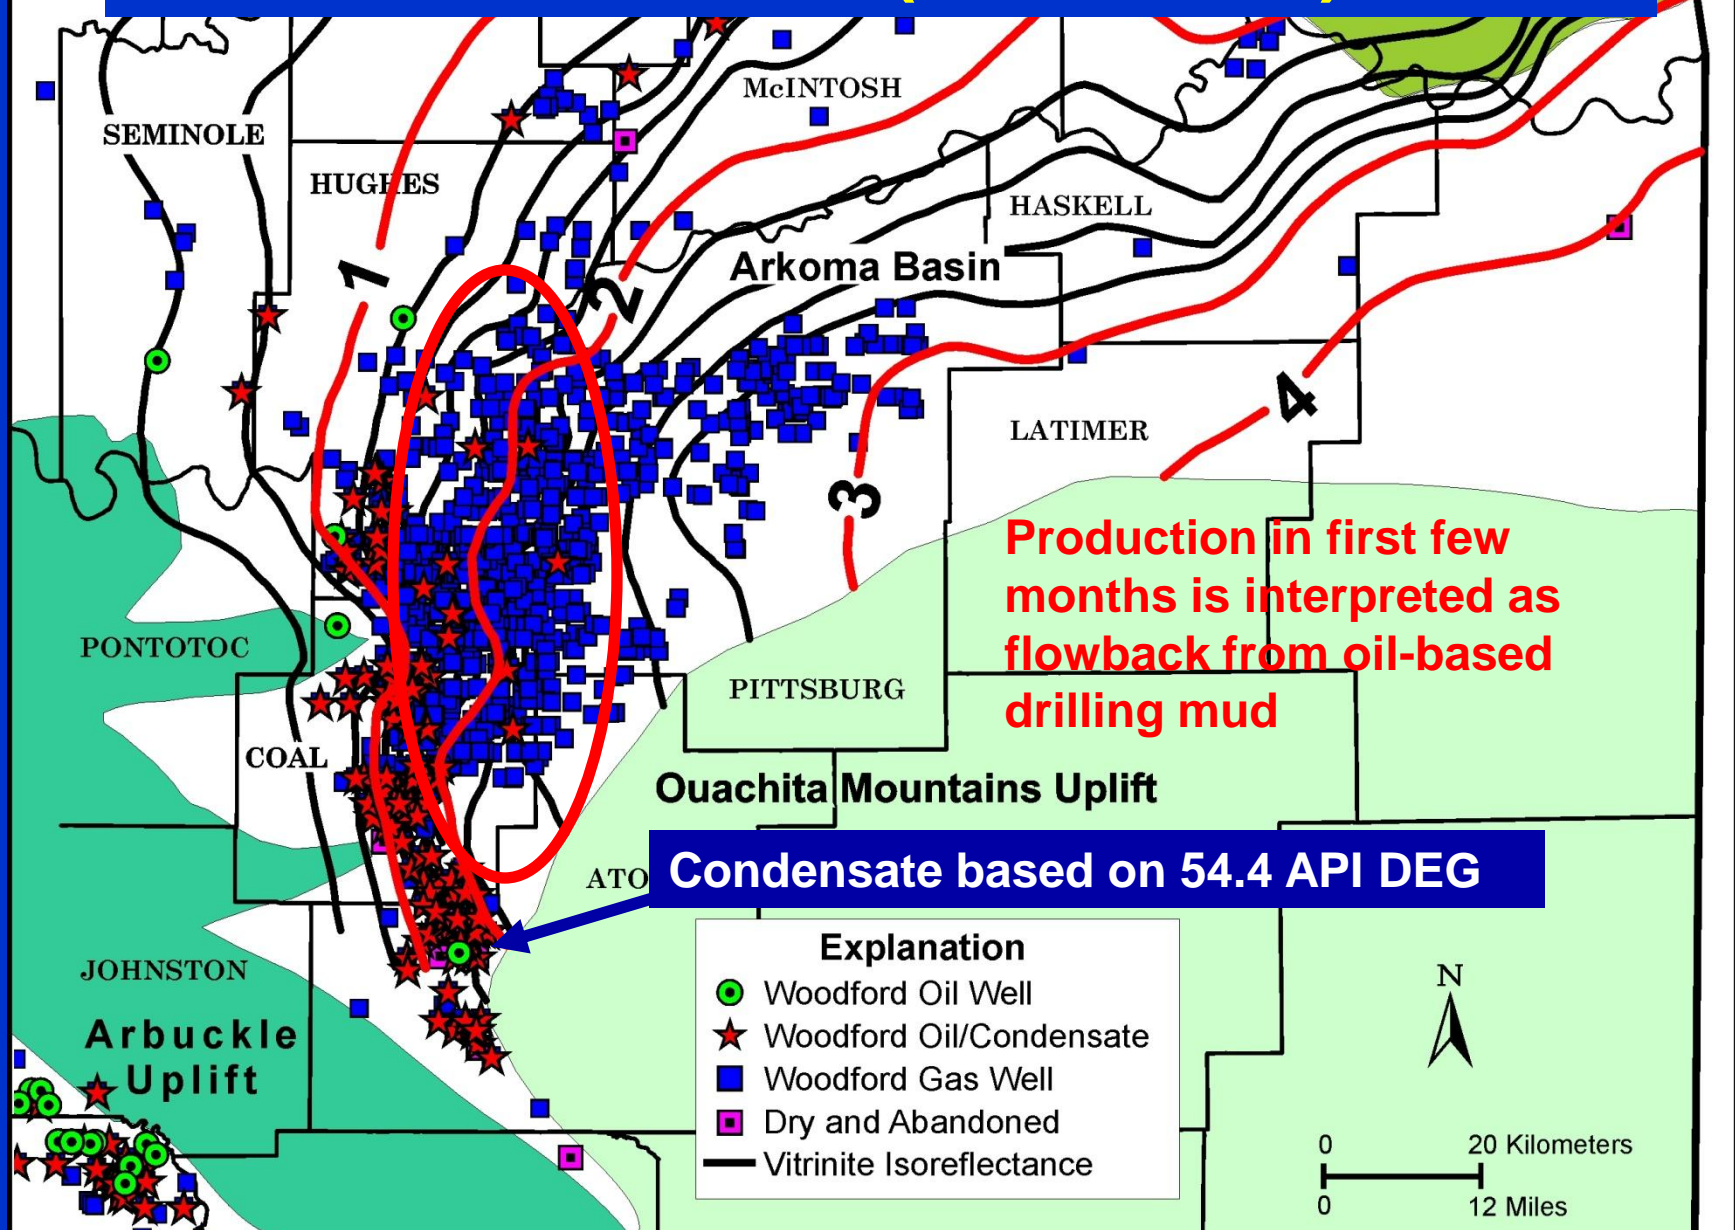 McINTOSH
SEMINOLE
HUGHES
HASKELL
1
2
Arkoma Basin
4
LATIMER
3
Production in first few
months is interpreted as
flowback from oil-based
drilling mud
PONTOTOC
PITTSBURG
COAL
Ouachita Mountains Uplift
ATO
Condensate based on 54.4 API DEG
JOHNSTON
Arbuckle
Uplift
Explanation
Woodford Oil Well
Woodford Oil/Condensate
Woodford Gas Well
Dry and Abandoned
Vitrinite Isoreflectance
N
0 20 Kilometers
0 12 Miles